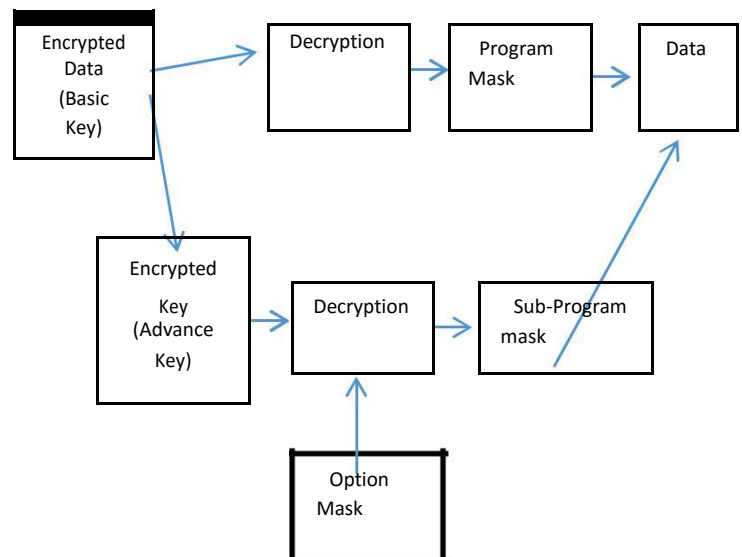 Encrypted
Data
(Basic
Key)
Decryption
Program
Mask
Data
Encrypted
Key
(Advance
Key)
Decryption
Sub-Program
mask
Option
Mask